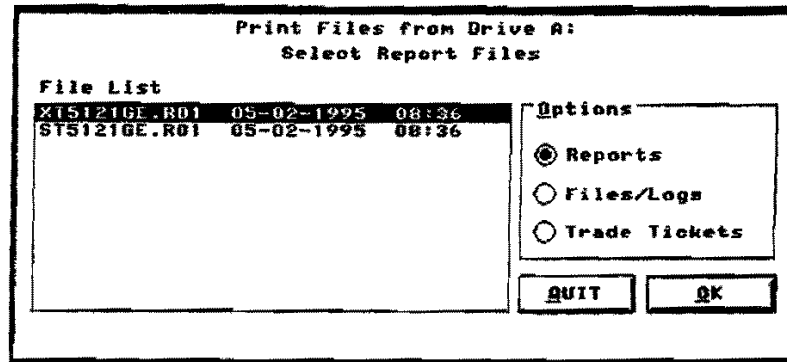 Print Files from Drive A:
Select Report Files
File List
XT5121GE.R01 05-02-1995 08:36
ST5121GE.R01 05-02-1995 08:36
Options
Reports
Files/Logs
Trade Tickets
QUIT
OK